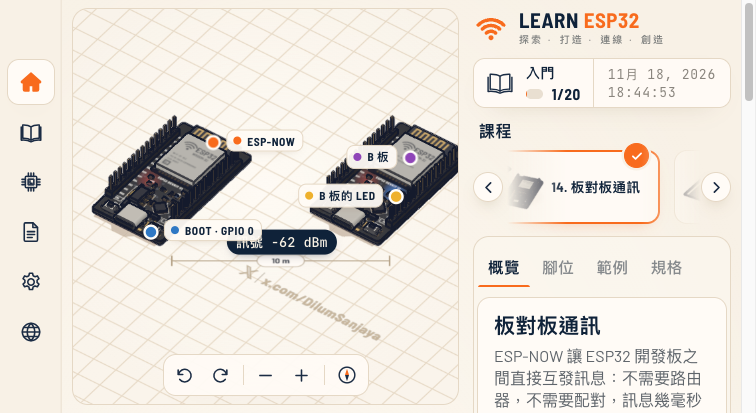 LEARN ESP32
探索 · 打造 · 連線 · 創造
入門
1/20
11月 18, 2026
18:44:53
課程
14. 板對板通訊
概覽
腳位
範例
規格
板對板通訊
ESP-NOW 讓 ESP32 開發板之
間直接互發訊息：不需要路由
器，不需要配對，訊息幾毫秒
ESP-NOW
B 板
B 板的 LED
BOOT · GPIO 0
-62 dBm
10 m
x.com/DilumSanjaya